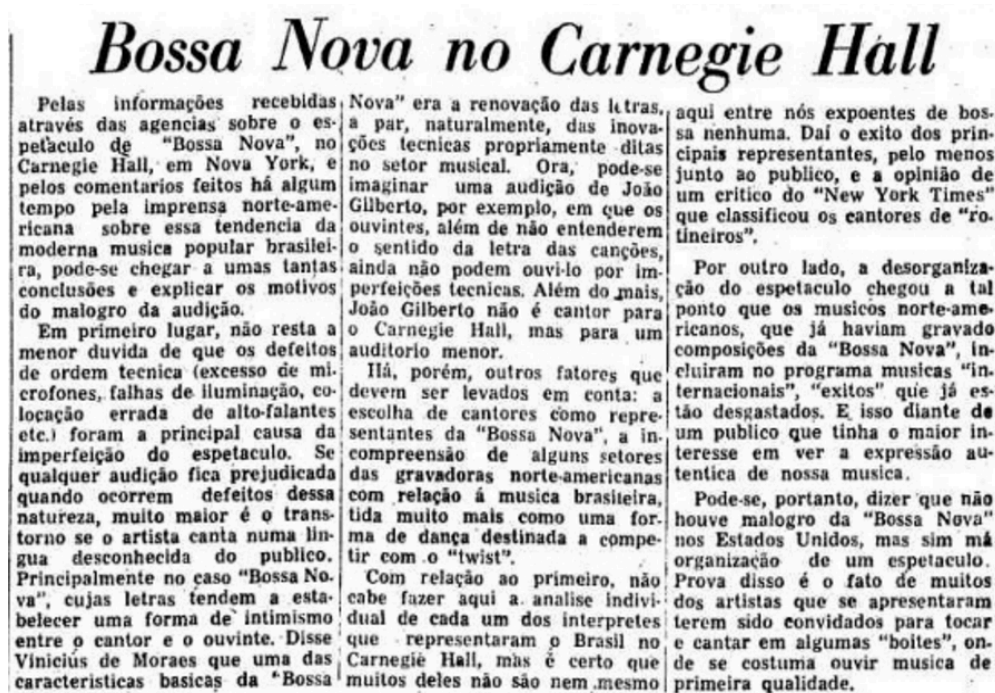 Bossa Nova no Carnegie Hall
Pelas informações recebidas
através das agencias sobre o es-
petaculo de "Bossa Nova", no
Carnegie Hall, em Nova York, e
pelos comentarios feitos há algum
tempo pela imprensa norte-ame-
ricana sobre essa tendencia da
moderna musica popular brasilei-
ra, pode-se chegar a umas tantas
conclusões e explicar os motivos
do malogro da audição.
Em primeiro lugar, não resta a
menor duvida de que os defeitos
de ordem tecnica (excesso de mi-
crofones, falhas de iluminação, co-
locação errada de alto-falantes
etc.) foram a principal causa da
imperfeição do espetaculo. Se
qualquer audição fica prejudicada
quando ocorrem defeitos dessa
natureza, muito maior é o trans-
torno se o artista canta numa lin-
gua desconhecida do publico.
Principalmente no caso "Bossa No-
va", cujas letras tendem a esta-
belecer uma forma de intimismo
entre o cantor e o ouvinte. Disse
Vinicius de Moraes que uma das
caracteristicas basicas da "Bossa
Nova" era a renovação das letras,
a par, naturalmente, das inova-
ções tecnicas propriamente ditas
no setor musical. Ora, pode-se
imaginar uma audição de João
Gilberto, por exemplo, em que os
ouvintes, além de não entenderem
o sentido da letra das canções,
ainda não podem ouvi-lo por im-
perfeições tecnicas. Além do mais,
João Gilberto não é cantor para
o Carnegie Hall, mas para um
auditorio menor.
Há, porém, outros fatores que
devem ser levados em conta: a
escolha de cantores como repre-
sentantes da "Bossa Nova", a in-
compreensão de alguns setores
das gravadoras norte-americanas
com relação á musica brasileira,
tida muito mais como uma for-
ma de dança destinada a compe-
tir com o "twist".
Com relação ao primeiro, não
cabe fazer aqui a analise indivi-
dual de cada um dos interpretes
que representaram o Brasil no
Carnegie Hall, mas é certo que
muitos deles não são nem mesmo
aqui entre nós expoentes de bos-
sa nenhuma. Daí o exito dos prin-
cipais representantes, pelo menos
junto ao publico, e a opinião de
um critico do "New York Times"
que classificou os cantores de "ro-
tineiros".
Por outro lado, a desorganiza-
ção do espetaculo chegou a tal
ponto que os musicos norte-ame-
ricanos, que já haviam gravado
composições da "Bossa Nova", in-
cluiram no programa musicas "in-
ternacionais", "exitos" que já es-
tão desgastados. E isso diante de
um publico que tinha o maior in-
teresse em ver a expressão au-
tentica de nossa musica.
Pode-se, portanto, dizer que não
houve malogro da "Bossa Nova"
nos Estados Unidos, mas sim má
organização de um espetaculo.
Prova disso é o fato de muitos
dos artistas que se apresentaram
terem sido convidados para tocar
e cantar em algumas "boites", on-
de se costuma ouvir musica de
primeira qualidade.